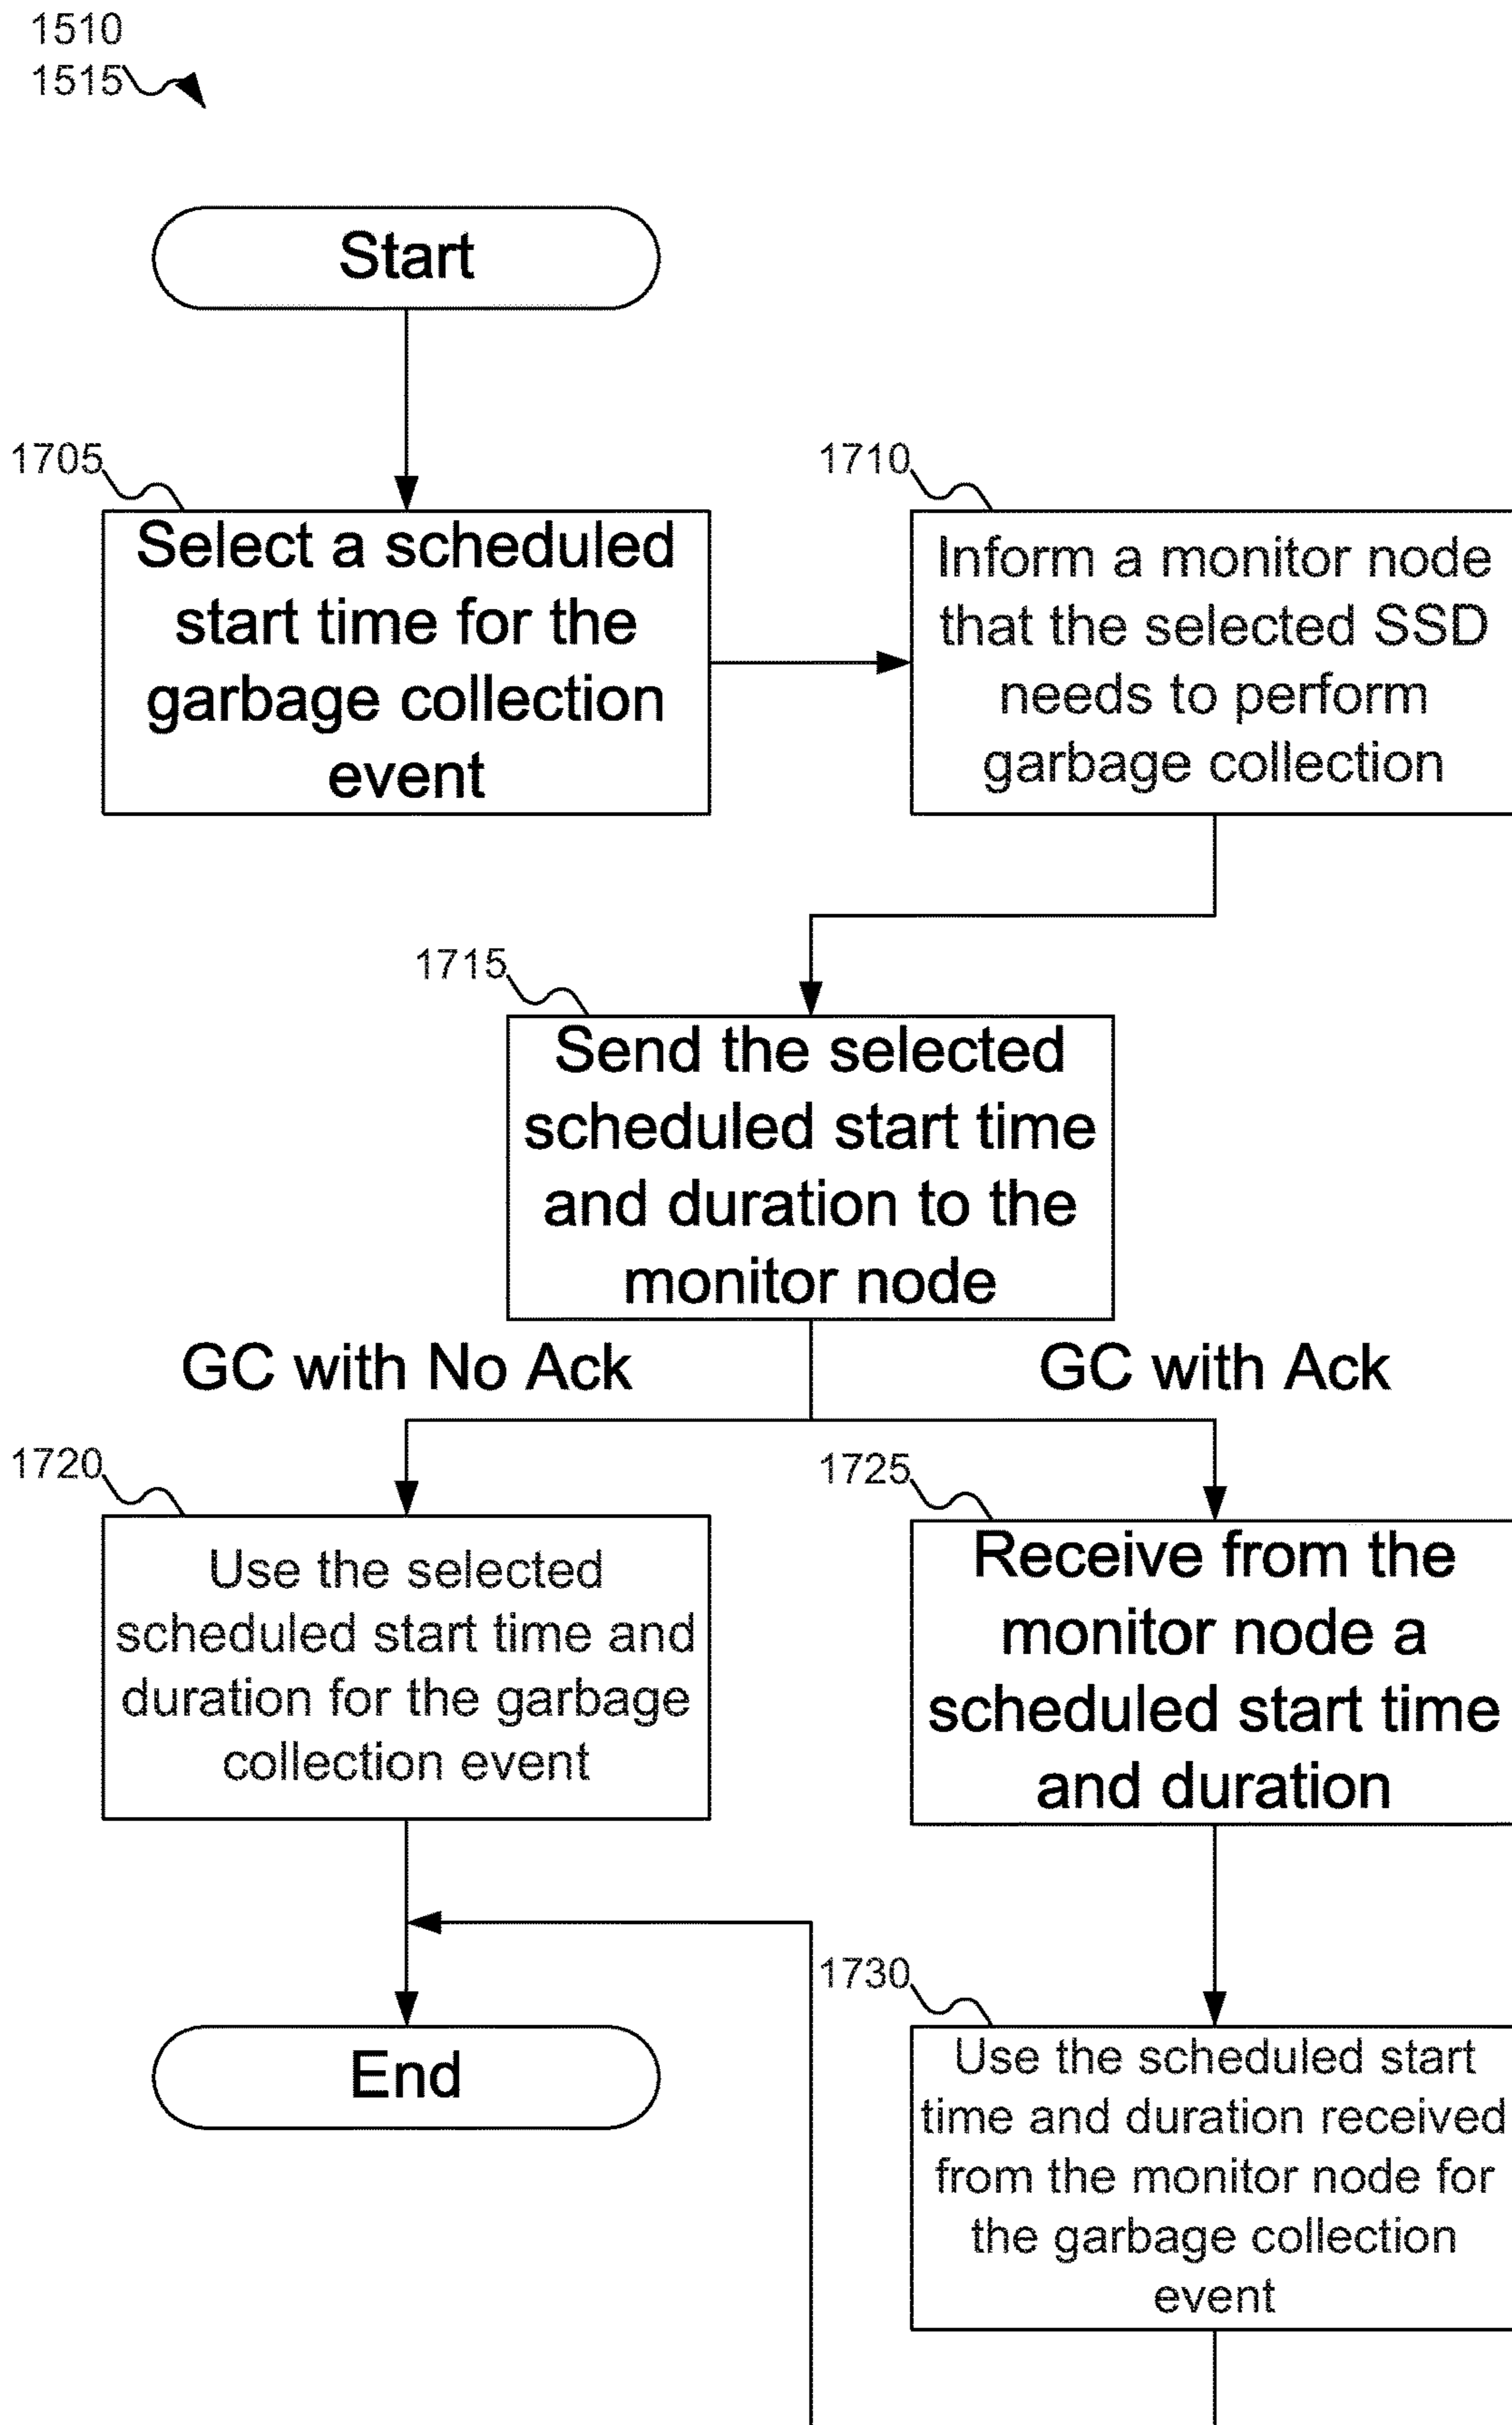 1510
1515
Start
1705
Select a scheduled
start time for the
garbage collection
event
1710
Inform a monitor node
that the selected SSD
needs to perform
garbage collection
1715
Send the selected
scheduled start time
and duration to the
monitor node
GC with No Ack
GC with Ack
1720
Use the selected
scheduled start time and
duration for the garbage
collection event
1725
Receive from the
monitor node a
scheduled start time
and duration
End
1730
Use the scheduled start
time and duration received
from the monitor node for
the garbage collection
event